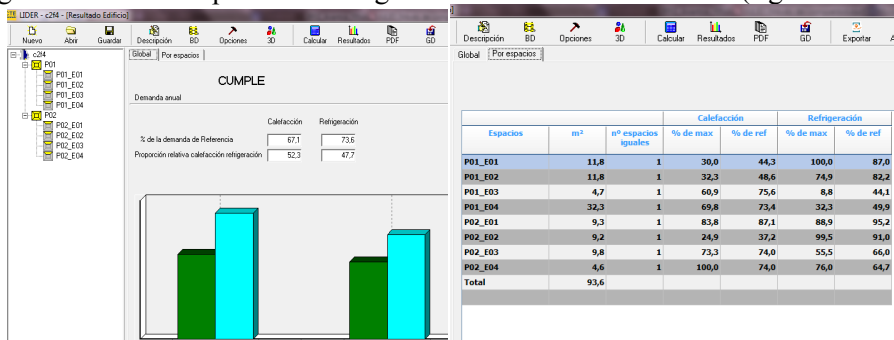 LIDER - c2f4 - [Resultado Edificio]
Nuevo Abrir Guardar Descripción BD Opciones 3D Calcular Resultados PDF GD
c2f4
P01
P01_E01
P01_E02
P01_E03
P01_E04
P02
P02_E01
P02_E02
P02_E03
P02_E04
Global Por espacios
CUMPLE
Demanda anual
Calefacción Refrigeración
% de la demanda de Referencia 67,1 73,6
Proporción relativa calefacción refrigeración 52,3 47,7
Descripción BD Opciones 3D Calcular Resultados PDF GD Exportar
Global Por espacios
Calefacción Refrigeración
Espacios m² nº espacios iguales % de max % de ref % de max % de ref
P01_E01 11,8 1 30,0 44,3 100,0 87,0
P01_E02 11,8 1 32,3 48,6 74,9 82,2
P01_E03 4,7 1 60,9 75,6 8,8 44,1
P01_E04 32,3 1 69,8 73,4 32,3 49,9
P02_E01 9,3 1 83,8 87,1 88,9 95,2
P02_E02 9,2 1 24,9 37,2 99,5 91,0
P02_E03 9,8 1 73,3 74,0 55,5 66,0
P02_E04 4,6 1 100,0 74,0 76,0 64,7
Total 93,6